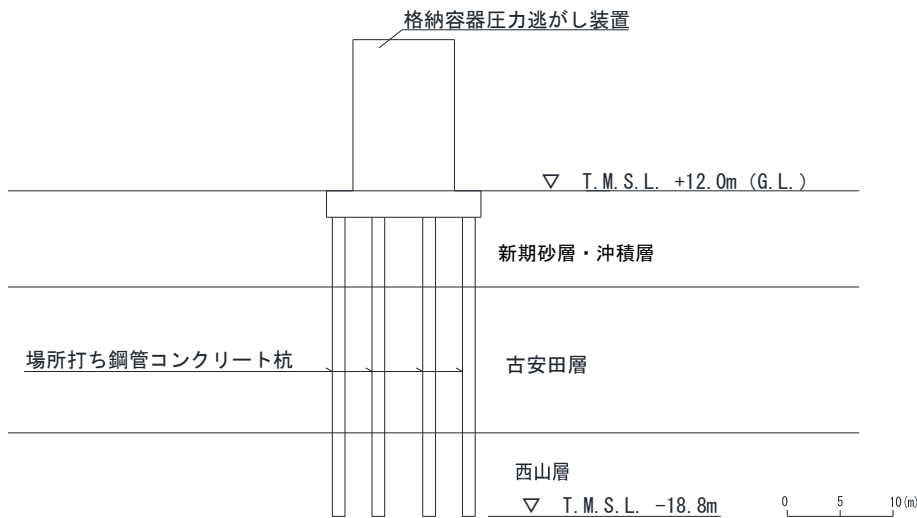 格納容器圧力逃がし装置
▽ T.M.S.L. +12.0m (G.L.)
新期砂層・沖積層
場所打ち鋼管コンクリート杭
古安田層
西山層
▽ T.M.S.L. -18.8m
0 5 10(m)